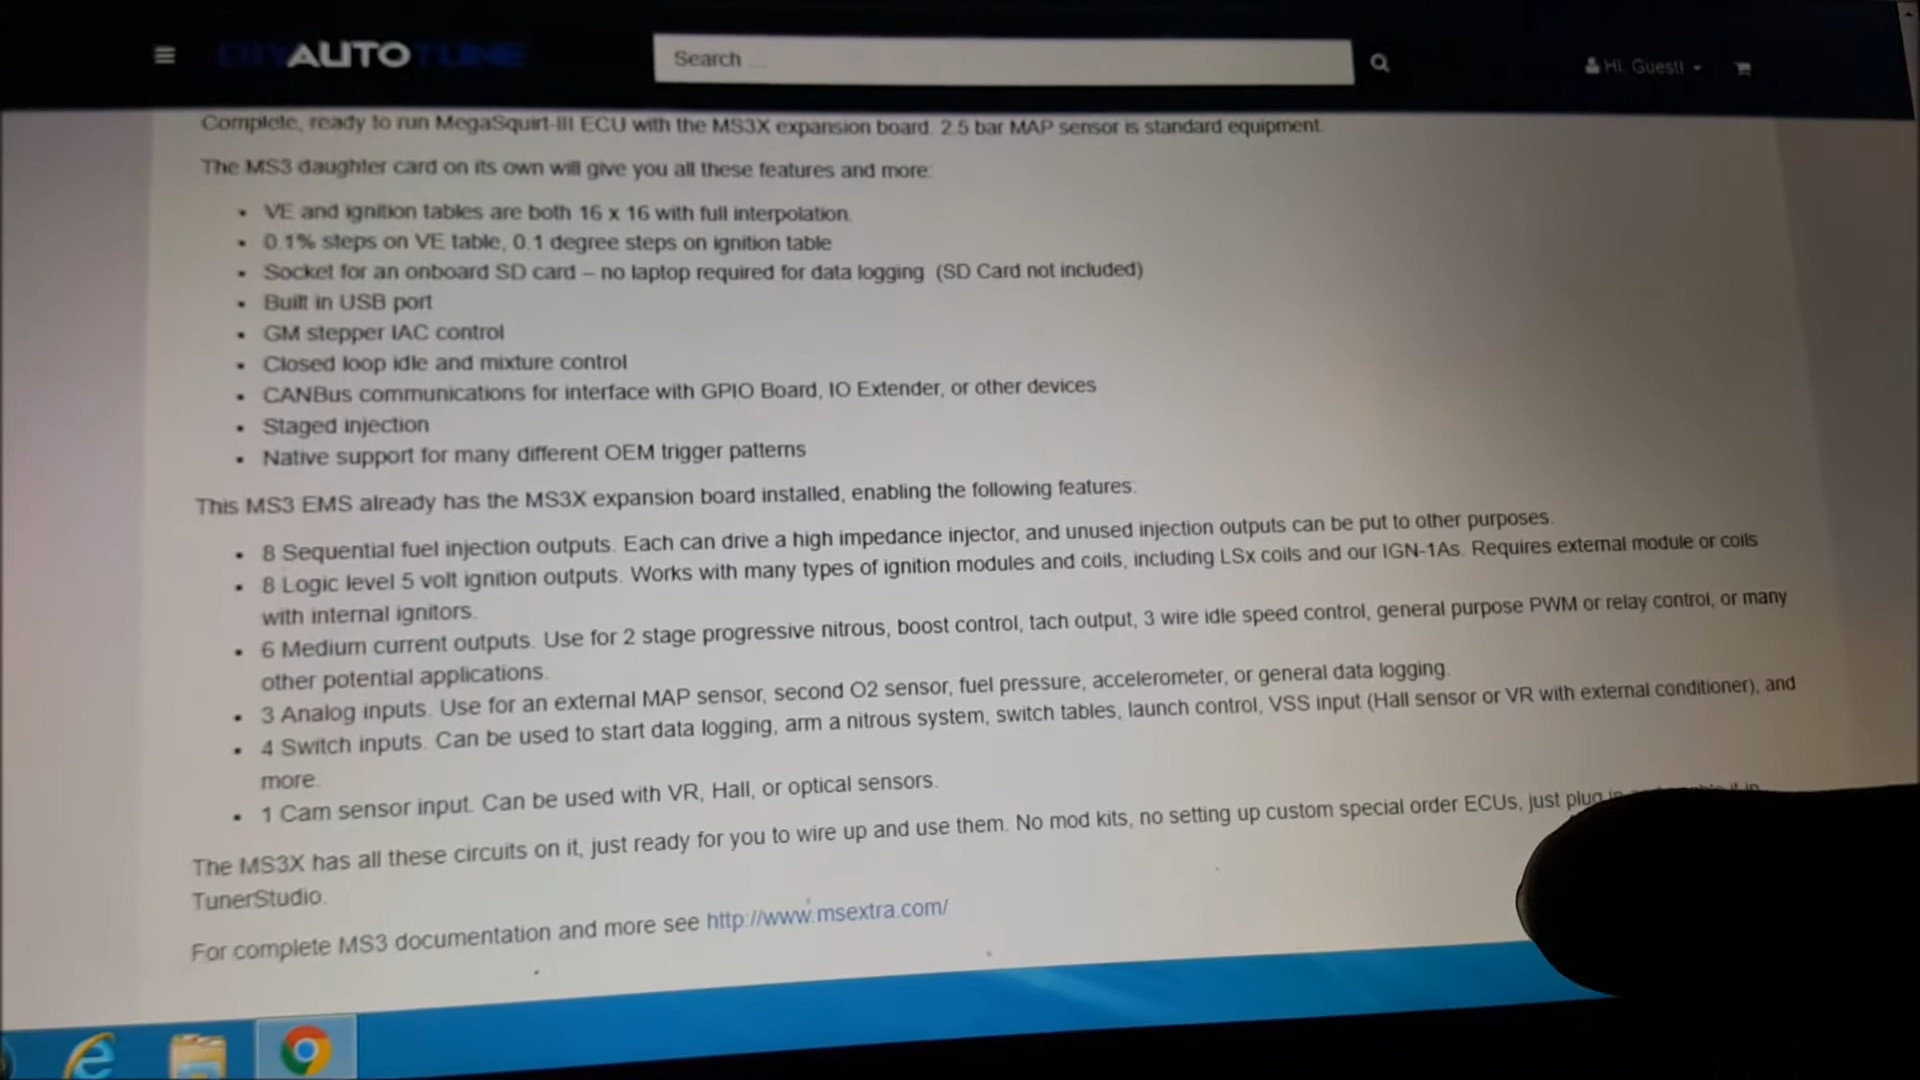 DIYAUTOTUNE
Search ...
Hi, Guest!
Complete, ready to run MegaSquirt-III ECU with the MS3X expansion board. 2.5 bar MAP sensor is standard equipment.
The MS3 daughter card on its own will give you all these features and more:
VE and ignition tables are both 16 x 16 with full interpolation.
0.1% steps on VE table, 0.1 degree steps on ignition table
Socket for an onboard SD card – no laptop required for data logging (SD Card not included)
Built in USB port
GM stepper IAC control
Closed loop idle and mixture control
CANBus communications for interface with GPIO Board, IO Extender, or other devices
Staged injection
Native support for many different OEM trigger patterns
This MS3 EMS already has the MS3X expansion board installed, enabling the following features:
8 Sequential fuel injection outputs. Each can drive a high impedance injector, and unused injection outputs can be put to other purposes.
8 Logic level 5 volt ignition outputs. Works with many types of ignition modules and coils, including LSx coils and our IGN-1As. Requires external module or coils
with internal ignitors.
6 Medium current outputs. Use for 2 stage progressive nitrous, boost control, tach output, 3 wire idle speed control, general purpose PWM or relay control, or many
other potential applications.
3 Analog inputs. Use for an external MAP sensor, second O2 sensor, fuel pressure, accelerometer, or general data logging.
4 Switch inputs. Can be used to start data logging, arm a nitrous system, switch tables, launch control, VSS input (Hall sensor or VR with external conditioner), and
more.
1 Cam sensor input. Can be used with VR, Hall, or optical sensors.
The MS3X has all these circuits on it, just ready for you to wire up and use them. No mod kits, no setting up custom special order ECUs, just plug in
TunerStudio.
For complete MS3 documentation and more see http://www.msextra.com/